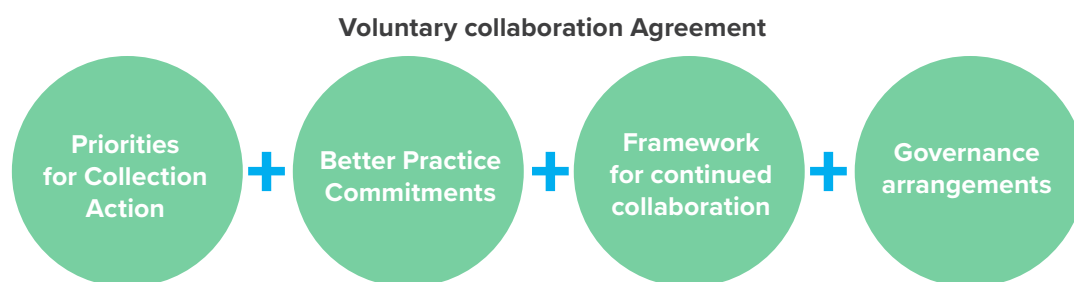 Voluntary collaboration Agreement
Priorities
for Collection
Action
+
Better Practice
Commitments
+
Framework
for continued
collaboration
+
Governance
arrangements